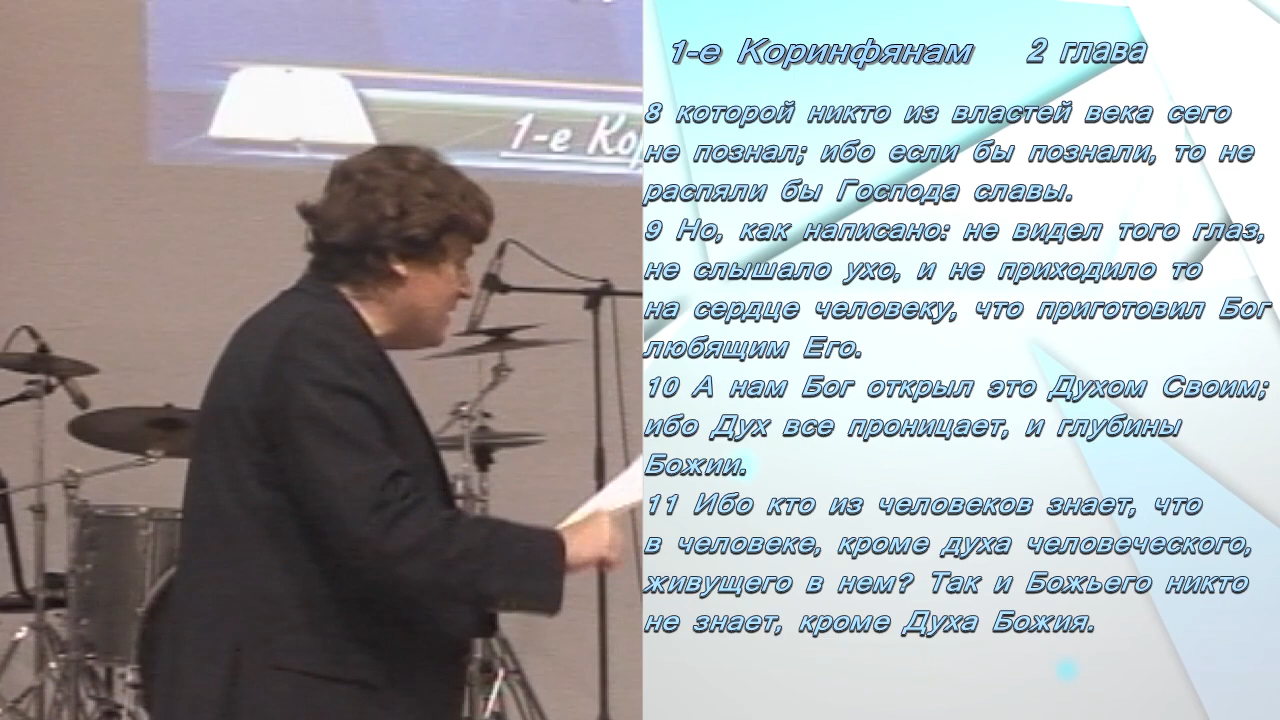 1-е Ко
1-е Коринфянам 2 глава
8 которой никто из властей века сего
не познал; ибо если бы познали, то не
распяли бы Господа славы.
9 Но, как написано: не видел того глаз,
не слышало ухо, и не приходило то
на сердце человеку, что приготовил Бог
любящим Его.
10 А нам Бог открыл это Духом Своим;
ибо Дух все проницает, и глубины
Божии.
11 Ибо кто из человеков знает, что
в человеке, кроме духа человеческого,
живущего в нем? Так и Божьего никто
не знает, кроме Духа Божия.